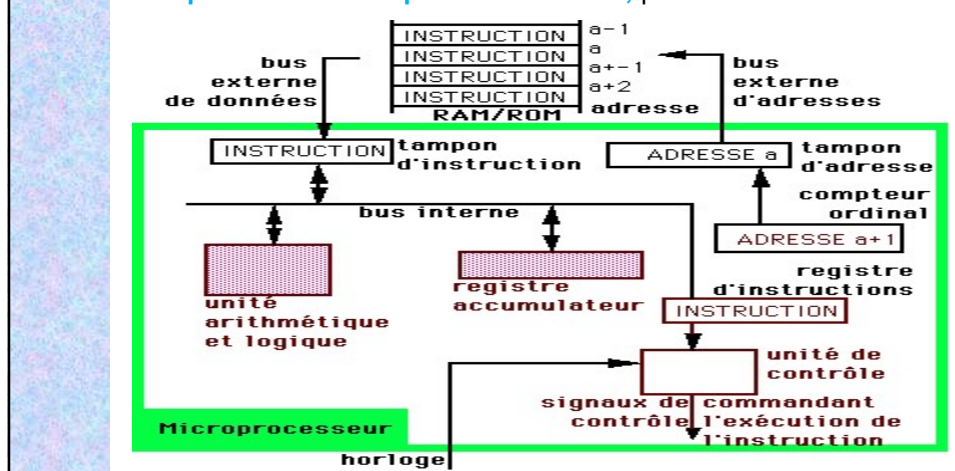 INSTRUCTION a-1
INSTRUCTION a
INSTRUCTION a+-1
INSTRUCTION a+2
RAM/ROM adresse
bus
externe
de données
bus
externe
d'adresses
INSTRUCTION
tampon
d'instruction
ADRESSE a
tampon
d'adresse
compteur
ordinal
bus interne
ADRESSE a+1
unité
arithmétique
et logique
registre
accumulateur
registre
d'instructions
INSTRUCTION
unité de
contrôle
signaux de commandant
contrôle l'exécution de
l'instruction
Microprocesseur
horloge